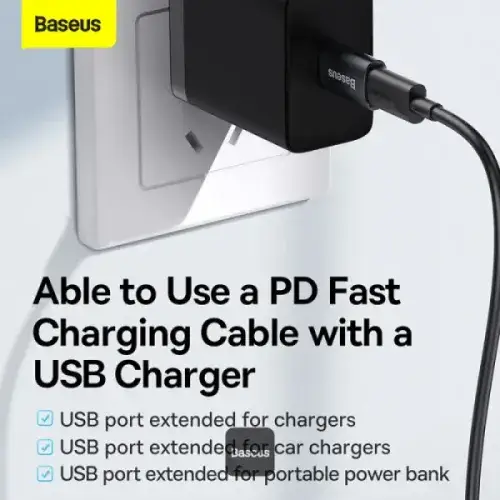 Baseus
Baseus
Able to Use a PD Fast
Charging Cable with a
USB Charger
USB port extended for chargers
USB port extended for car chargers
Baseus
USB port extended for portable power bank